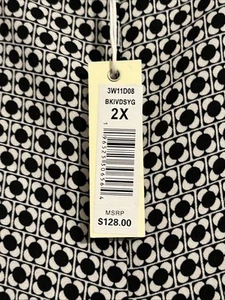 3W11D08
BKIVDSYG
2X
MSRP
$128.00